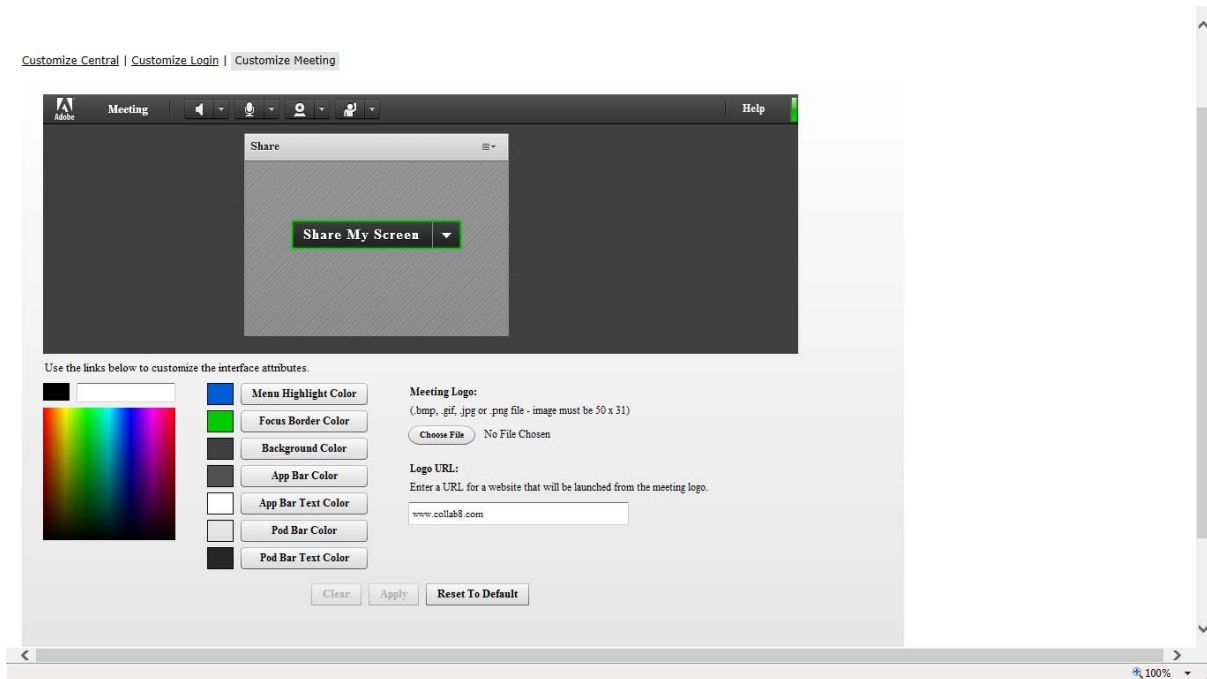 Customize Central | Customize Login | Customize Meeting
Adobe Meeting Help
Share
Share My Screen
Use the links below to customize the interface attributes.
Menu Highlight Color
Focus Border Color
Background Color
App Bar Color
App Bar Text Color
Pod Bar Color
Pod Bar Text Color
Meeting Logo:
(.bmp, .gif, .jpg or .png file - image must be 50 x 31)
Choose File No File Chosen
Logo URL:
Enter a URL for a website that will be launched from the meeting logo.
www.collab8.com
Clear Apply Reset To Default
100%